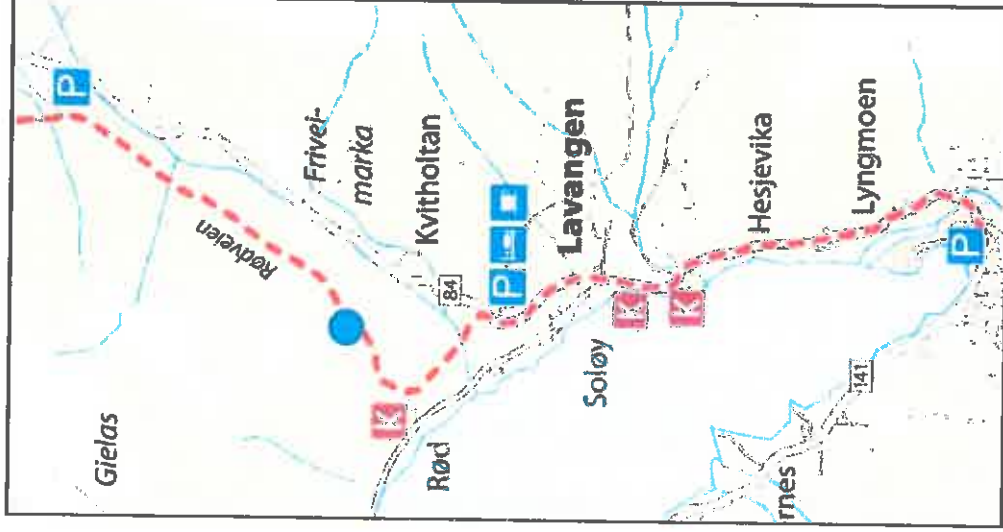 P
Gielas
Rødveien
Frivei-
marka
Kvitholtan
84
P
Rød
Lavangen
Soløy
Hesjevika
Lyngmoen
P
141
rnes